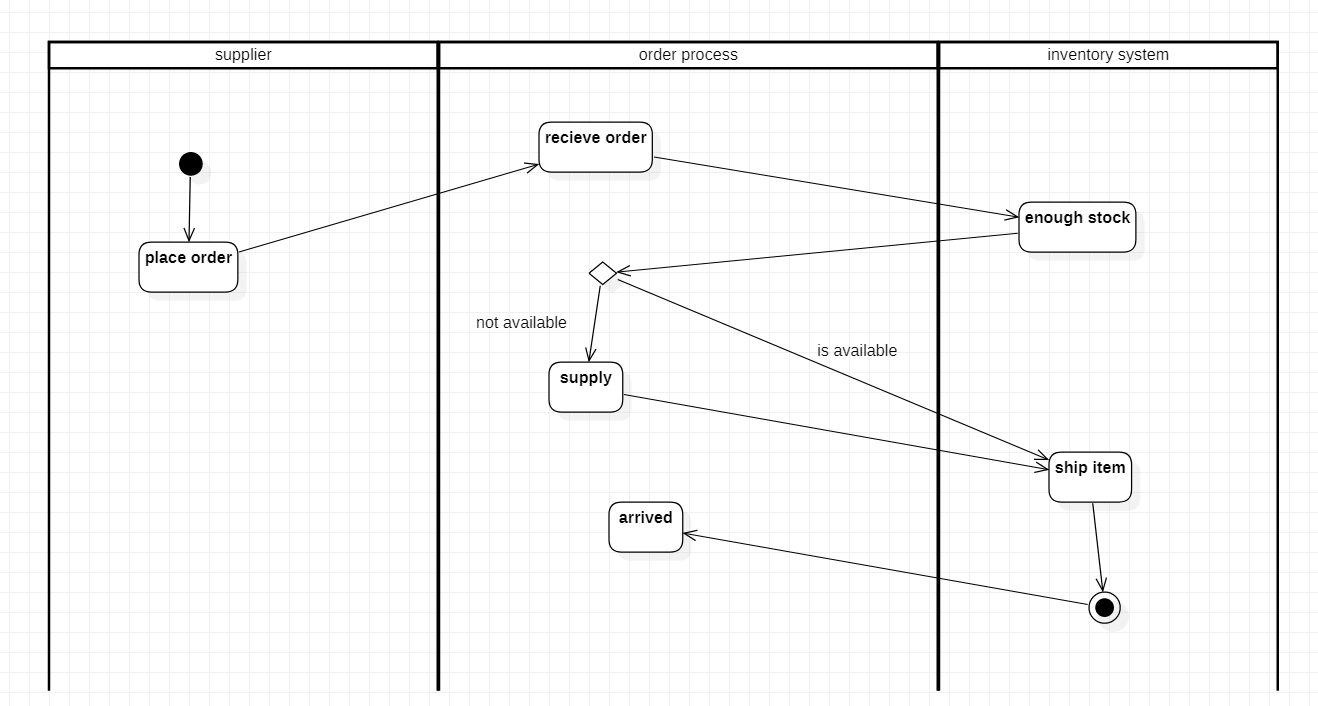 supplier
order process
inventory system
recieve order
enough stock
place order
not available
is available
supply
ship item
arrived